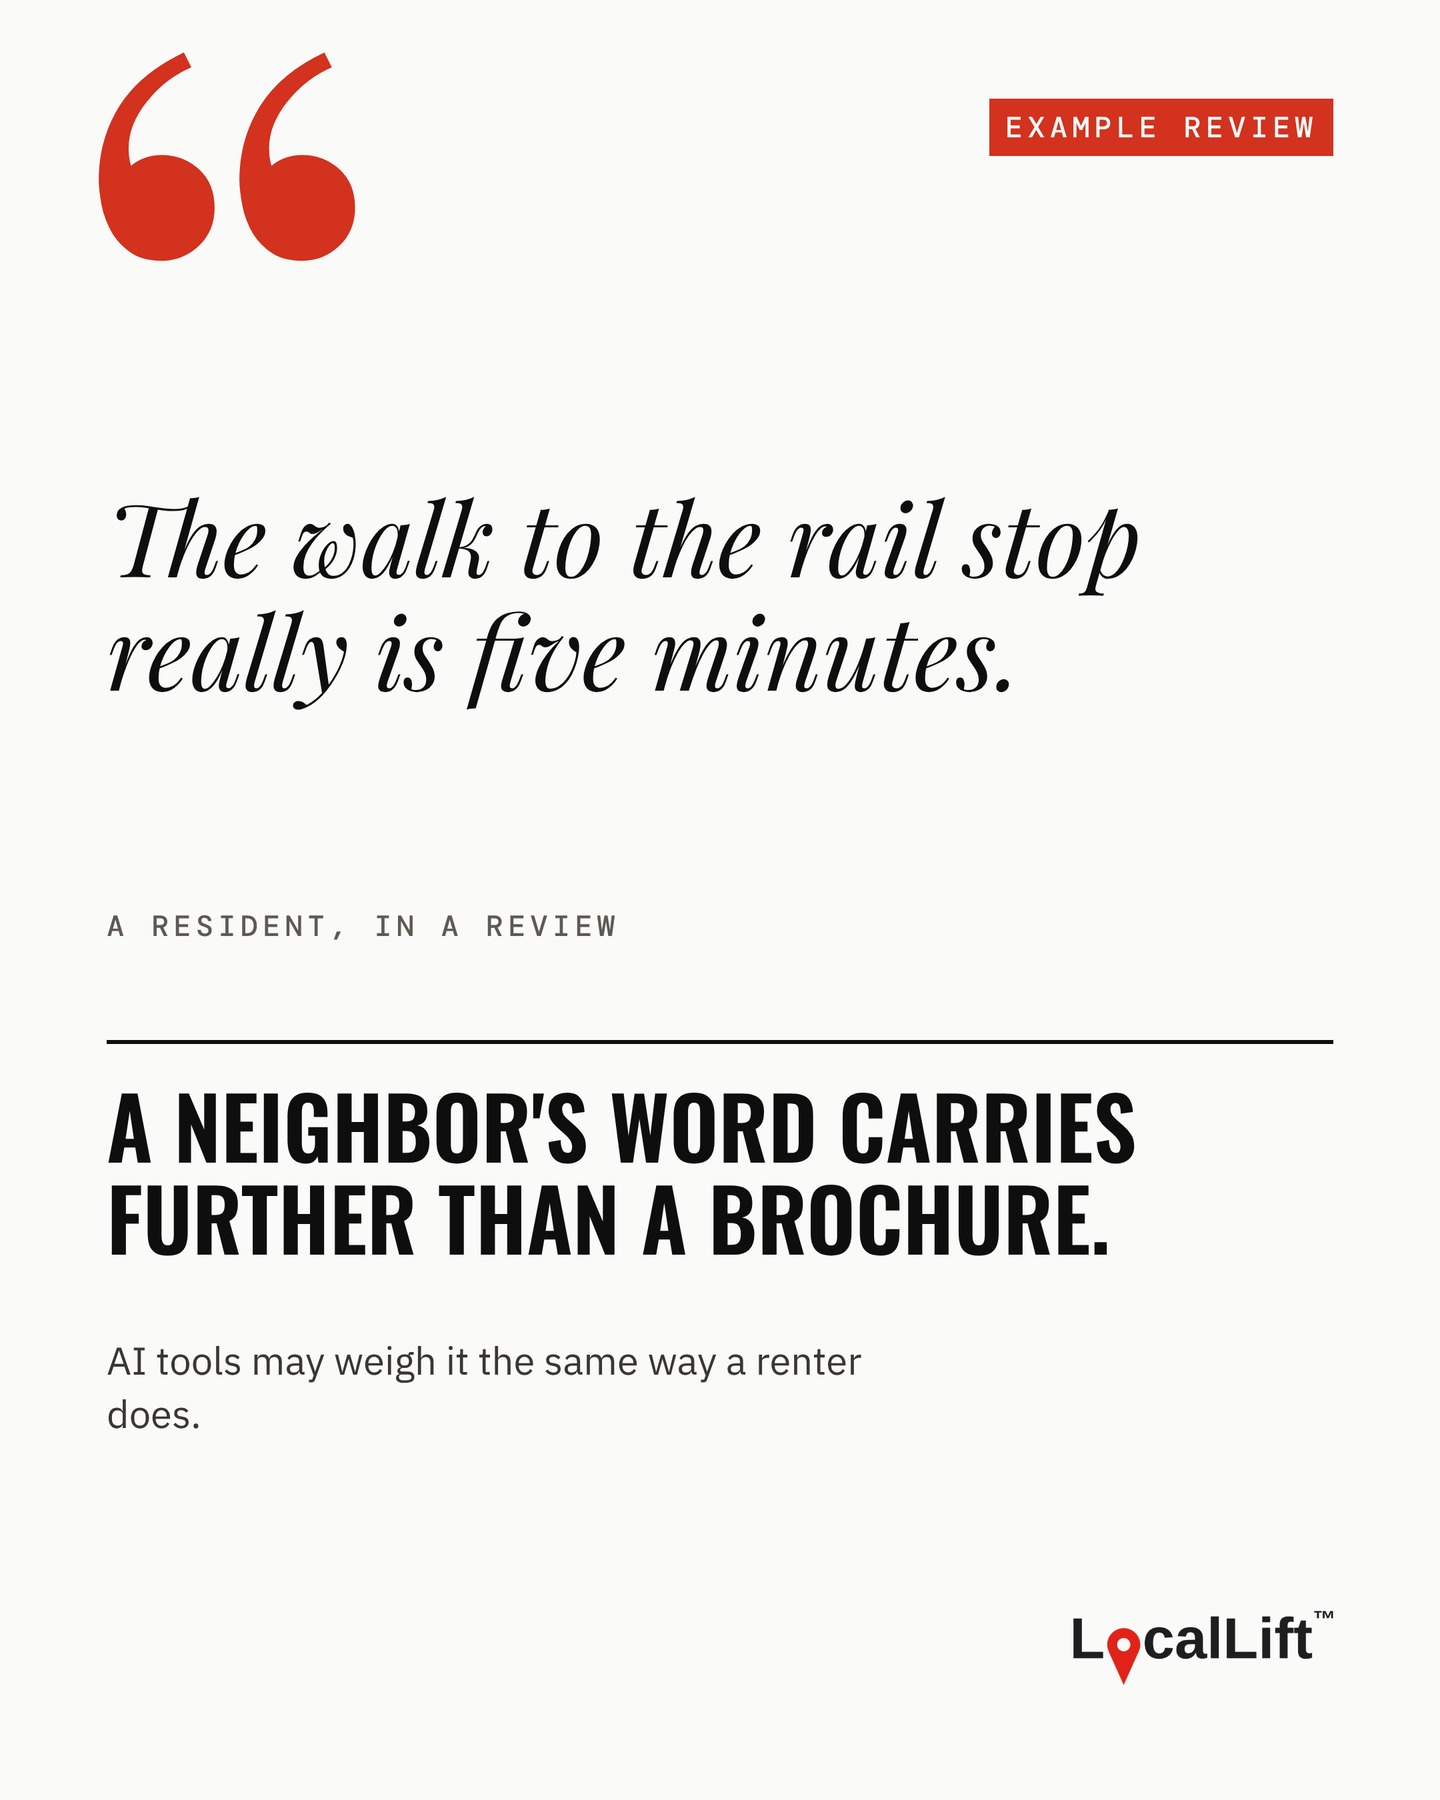 “
EXAMPLE REVIEW
The walk to the rail stop
really is five minutes.
A RESIDENT, IN A REVIEW
A NEIGHBOR'S WORD CARRIES
FURTHER THAN A BROCHURE.
AI tools may weigh it the same way a renter
does.
LocalLift™